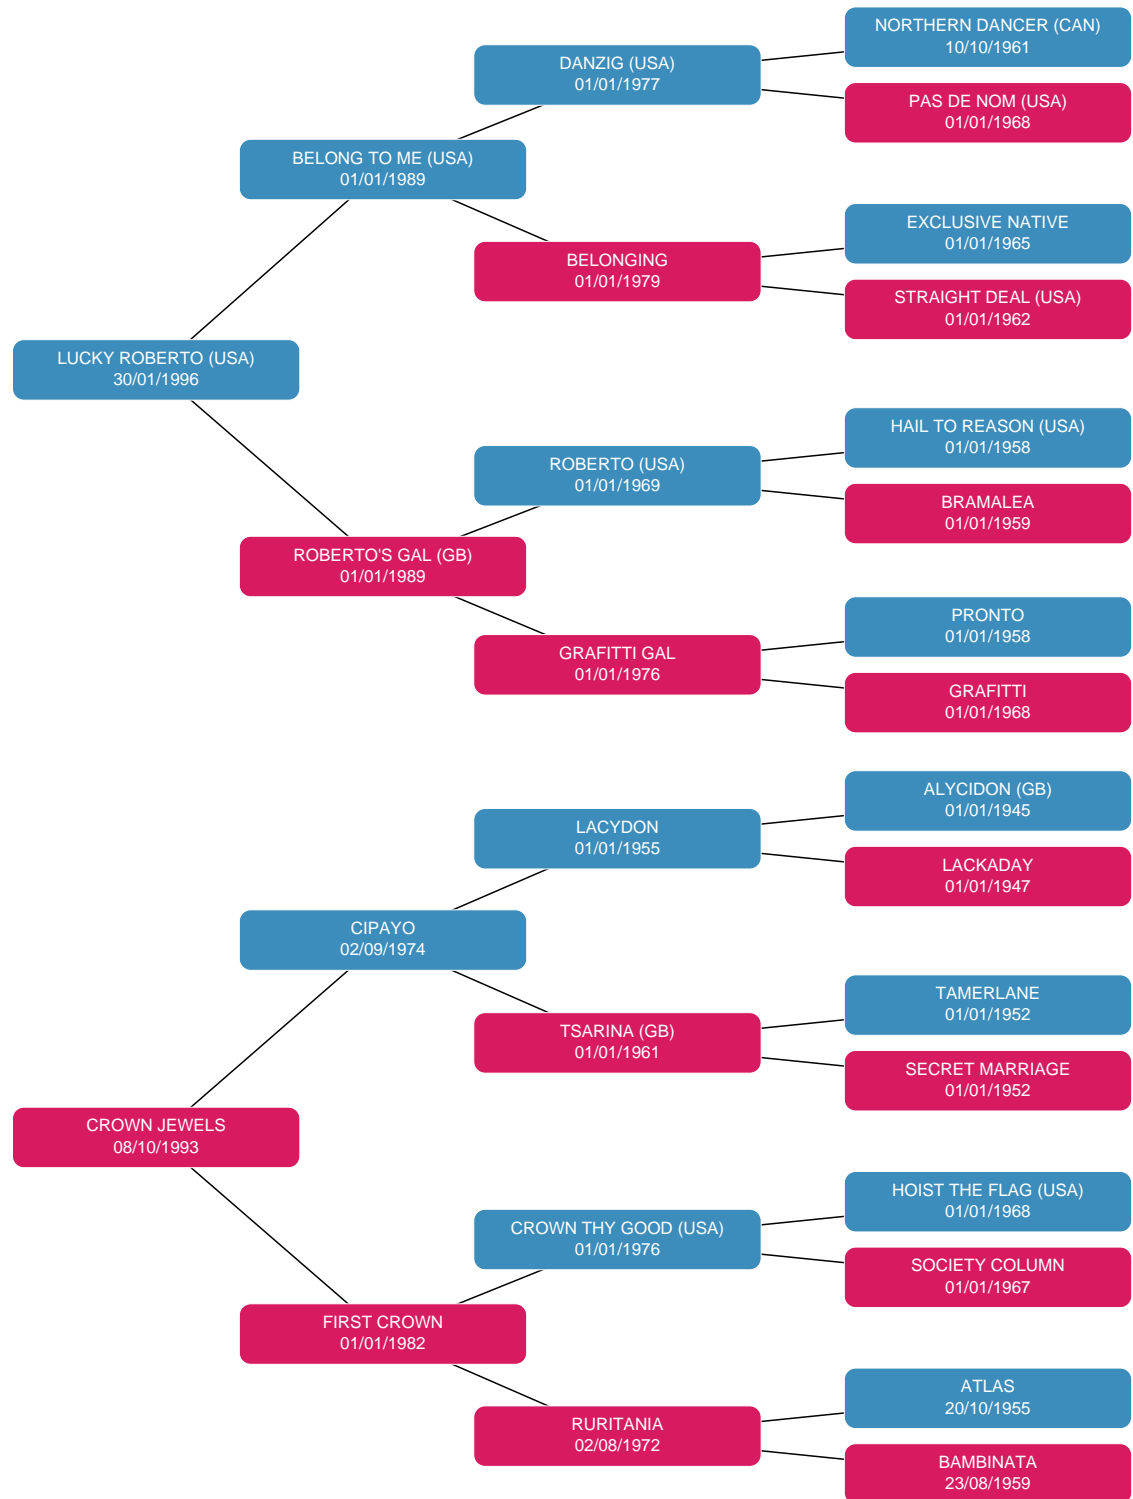 NORTHERN DANCER (CAN)
10/10/1961
DANZIG (USA)
01/01/1977
PAS DE NOM (USA)
01/01/1968
BELONG TO ME (USA)
01/01/1989
EXCLUSIVE NATIVE
01/01/1965
BELONGING
01/01/1979
STRAIGHT DEAL (USA)
01/01/1962
LUCKY ROBERTO (USA)
30/01/1996
HAIL TO REASON (USA)
01/01/1958
ROBERTO (USA)
01/01/1969
BRAMALEA
01/01/1959
ROBERTO'S GAL (GB)
01/01/1989
PRONTO
01/01/1958
GRAFITTI GAL
01/01/1976
GRAFITTI
01/01/1968
ALYCIDON (GB)
01/01/1945
LACYDON
01/01/1955
LACKADAY
01/01/1947
CIPAYO
02/09/1974
TAMERLANE
01/01/1952
TSARINA (GB)
01/01/1961
SECRET MARRIAGE
01/01/1952
CROWN JEWELS
08/10/1993
HOIST THE FLAG (USA)
01/01/1968
CROWN THY GOOD (USA)
01/01/1976
SOCIETY COLUMN
01/01/1967
FIRST CROWN
01/01/1982
ATLAS
20/10/1955
RURITANIA
02/08/1972
BAMBINATA
23/08/1959